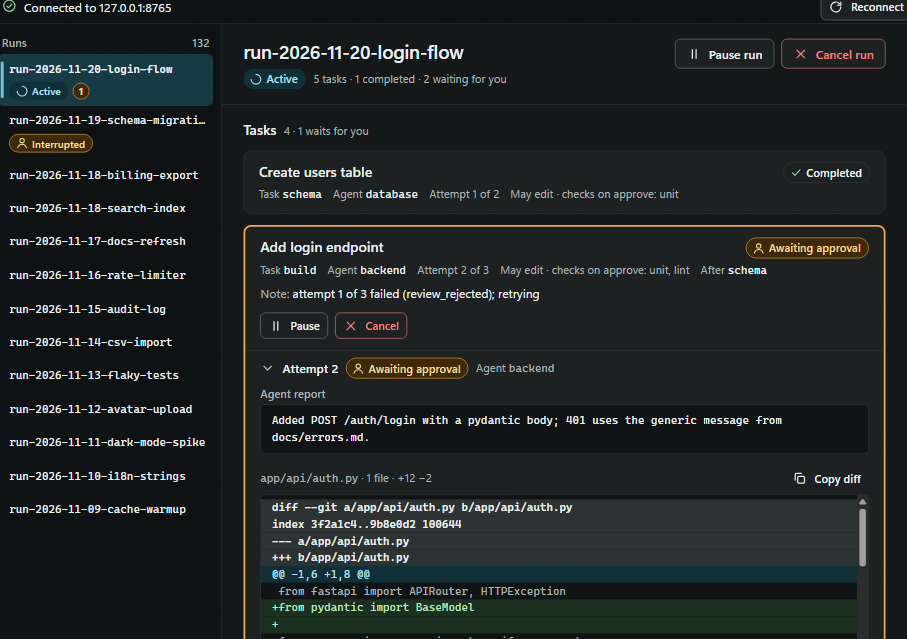 Connected to 127.0.0.1:8765
Reconnect
Runs 132
run-2026-11-20-login-flow
Active 1
run-2026-11-19-schema-migrati…
Interrupted
run-2026-11-18-billing-export
run-2026-11-18-search-index
run-2026-11-17-docs-refresh
run-2026-11-16-rate-limiter
run-2026-11-15-audit-log
run-2026-11-14-csv-import
run-2026-11-13-flaky-tests
run-2026-11-12-avatar-upload
run-2026-11-11-dark-mode-spike
run-2026-11-10-i18n-strings
run-2026-11-09-cache-warmup
run-2026-11-20-login-flow
Active 5 tasks · 1 completed · 2 waiting for you
Pause run
Cancel run
Tasks 4 · 1 waits for you
Create users table
Completed
Task schema Agent database Attempt 1 of 2 May edit · checks on approve: unit
Add login endpoint
Awaiting approval
Task build Agent backend Attempt 2 of 3 May edit · checks on approve: unit, lint After schema
Note: attempt 1 of 3 failed (review_rejected); retrying
Pause
Cancel
Attempt 2 Awaiting approval Agent backend
Agent report
Added POST /auth/login with a pydantic body; 401 uses the generic message from
docs/errors.md.
app/api/auth.py · 1 file · +12 −2
Copy diff
diff --git a/app/api/auth.py b/app/api/auth.py
index 3f2a1c4..9b8e0d2 100644
--- a/app/api/auth.py
+++ b/app/api/auth.py
@@ -1,6 +1,8 @@
 from fastapi import APIRouter, HTTPException
+from pydantic import BaseModel
+